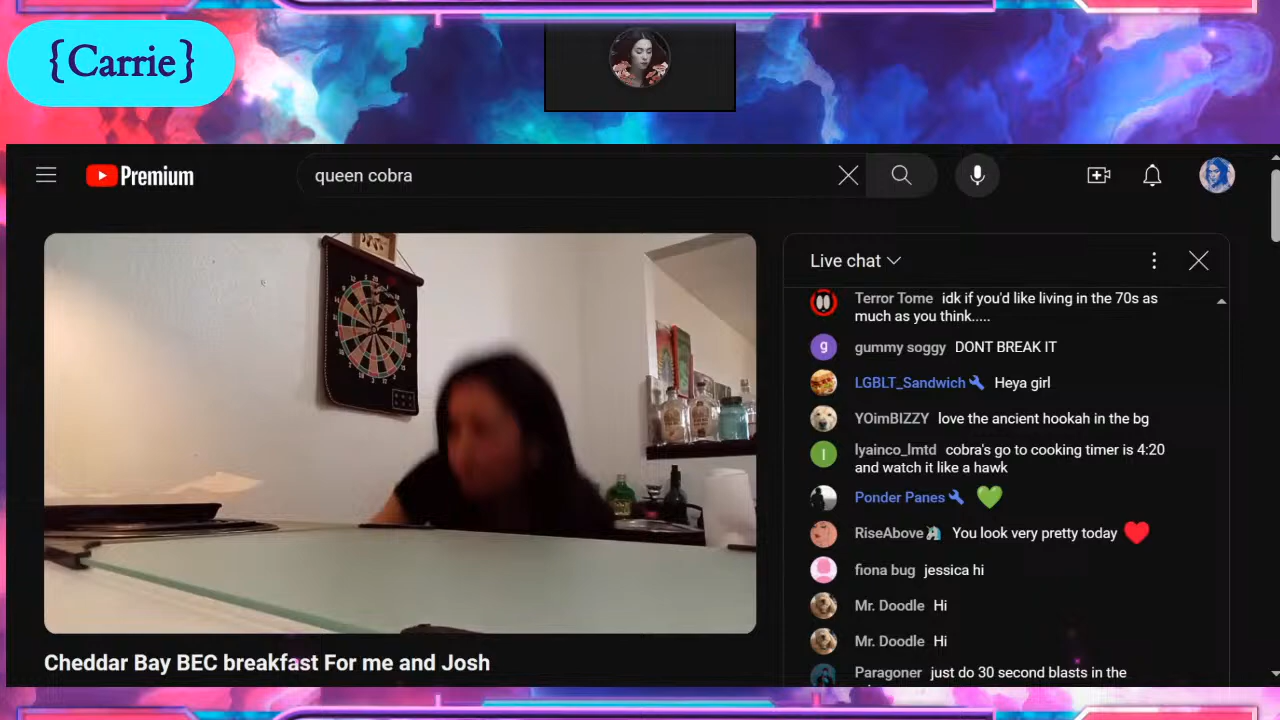 {Carrie}
Premium
queen cobra
Live chat
Terror Tome idk if you'd like living in the 70s as
much as you think.....
gummy soggy DONT BREAK IT
LGBLT_Sandwich Heya girl
YOimBIZZY love the ancient hookah in the bg
lyainco_lmtd cobra's go to cooking timer is 4:20
and watch it like a hawk
Ponder Panes 💚
RiseAbove🦄 You look very pretty today ❤️
fiona bug jessica hi
Mr. Doodle Hi
Mr. Doodle Hi
Paragoner just do 30 second blasts in the
Cheddar Bay BEC breakfast For me and Josh